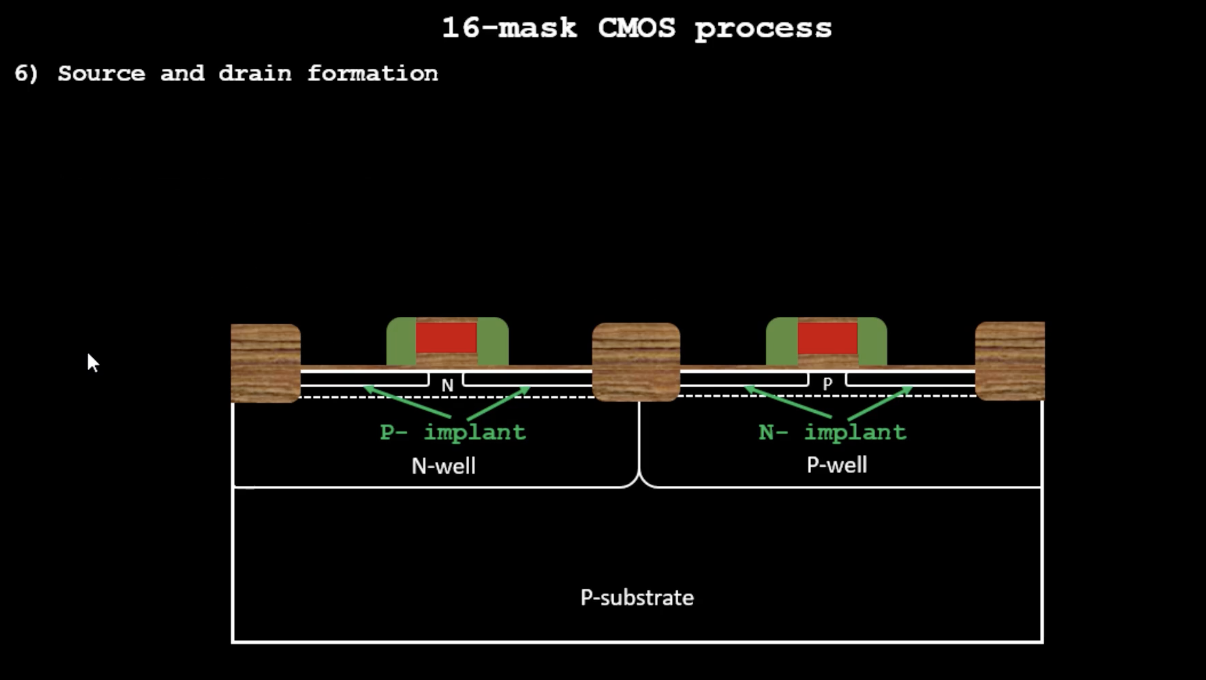 16-mask CMOS process
6) Source and drain formation
N
P
P- implant
N- implant
N-well
P-well
P-substrate